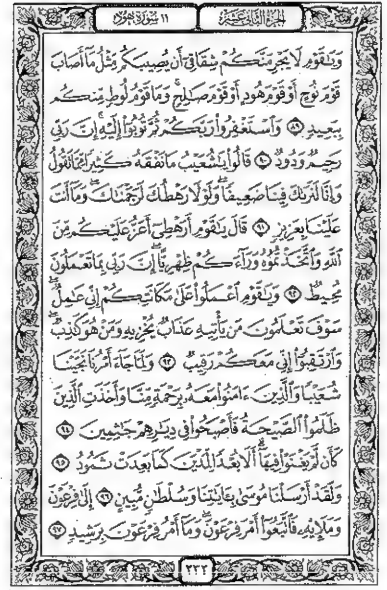 الجزء الثاني عشر
١١ سورة هود
وَيَٰقَوْمِ لَا يَجْرِمَنَّكُمْ شِقَاقِىٓ أَن يُصِيبَكُم مِّثْلُ مَآ أَصَابَ
قَوْمَ نُوحٍ أَوْ قَوْمَ هُودٍ أَوْ قَوْمَ صَٰلِحٍ ۚ وَمَا قَوْمُ لُوطٍ مِّنكُم
بِبَعِيدٍ ٨٩ وَٱسْتَغْفِرُوا۟ رَبَّكُمْ ثُمَّ تُوبُوٓا۟ إِلَيْهِ ۚ إِنَّ رَبِّى
رَحِيمٌ وَدُودٌ ٩٠ قَالُوا۟ يَٰشُعَيْبُ مَا نَفْقَهُ كَثِيرًا مِّمَّا تَقُولُ
وَإِنَّا لَنَرَىٰكَ فِينَا ضَعِيفًا ۖ وَلَوْلَا رَهْطُكَ لَرَجَمْنَٰكَ ۖ وَمَآ أَنتَ
عَلَيْنَا بِعَزِيزٍ ٩١ قَالَ يَٰقَوْمِ أَرَهْطِىٓ أَعَزُّ عَلَيْكُم مِّنَ
ٱللَّهِ وَٱتَّخَذْتُمُوهُ وَرَآءَكُمْ ظِهْرِيًّا ۖ إِنَّ رَبِّى بِمَا تَعْمَلُونَ
مُحِيطٌ ٩٢ وَيَٰقَوْمِ ٱعْمَلُوا۟ عَلَىٰ مَكَانَتِكُمْ إِنِّى عَٰمِلٌ ۖ
سَوْفَ تَعْلَمُونَ مَن يَأْتِيهِ عَذَابٌ يُخْزِيهِ وَمَنْ هُوَ كَٰذِبٌ ۖ
وَٱرْتَقِبُوٓا۟ إِنِّى مَعَكُمْ رَقِيبٌ ٩٣ وَلَمَّا جَآءَ أَمْرُنَا نَجَّيْنَا
شُعَيْبًا وَٱلَّذِينَ ءَامَنُوا۟ مَعَهُۥ بِرَحْمَةٍ مِّنَّا وَأَخَذَتِ ٱلَّذِينَ
ظَلَمُوا۟ ٱلصَّيْحَةُ فَأَصْبَحُوا۟ فِى دِيَٰرِهِمْ جَٰثِمِينَ ٩٤
كَأَن لَّمْ يَغْنَوْا۟ فِيهَآ ۗ أَلَا بُعْدًا لِّمَدْيَنَ كَمَا بَعِدَتْ ثَمُودُ ٩٥
وَلَقَدْ أَرْسَلْنَا مُوسَىٰ بِـَٔايَٰتِنَا وَسُلْطَٰنٍ مُّبِينٍ ٩٦ إِلَىٰ فِرْعَوْنَ
وَمَلَإِي۟هِۦ فَٱتَّبَعُوٓا۟ أَمْرَ فِرْعَوْنَ ۖ وَمَآ أَمْرُ فِرْعَوْنَ بِرَشِيدٍ ٩٧
٢٣٢